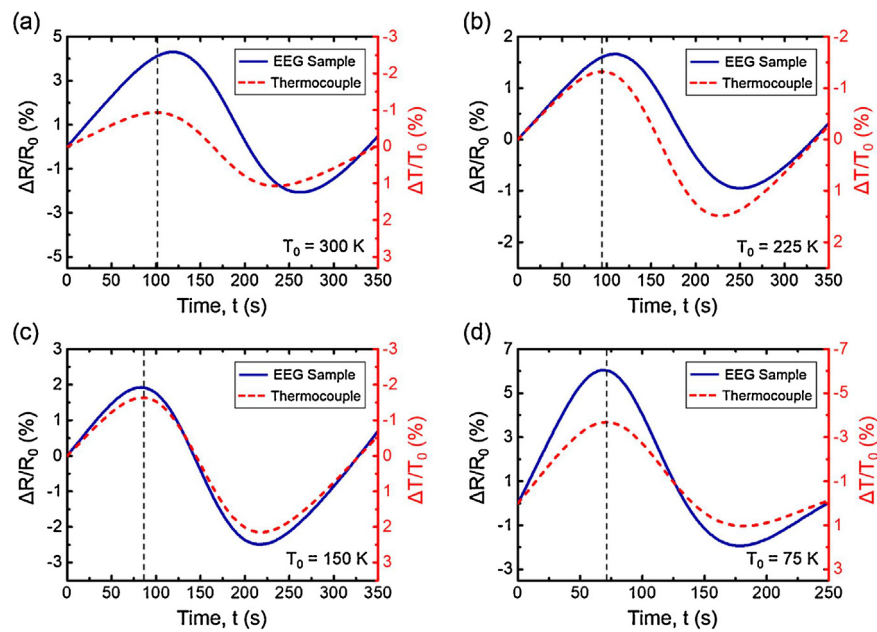 (a)
5
3
1
-1
-3
-5
ΔR/R₀ (%)
-3
-2
-1
0
1
2
3
ΔT/T₀ (%)
EEG Sample
Thermocouple
T₀ = 300 K
0 50 100 150 200 250 300 350
Time, t (s)
(b)
2
1
0
-1
-2
ΔR/R₀ (%)
-2
-1
0
1
2
ΔT/T₀ (%)
EEG Sample
Thermocouple
T₀ = 225 K
0 50 100 150 200 250 300 350
Time, t (s)
(c)
3
2
1
0
-1
-2
-3
ΔR/R₀ (%)
-3
-2
-1
0
1
2
3
ΔT/T₀ (%)
EEG Sample
Thermocouple
T₀ = 150 K
0 50 100 150 200 250 300 350
Time, t (s)
(d)
7
5
3
1
-1
-3
ΔR/R₀ (%)
-7
-5
-3
-1
1
3
ΔT/T₀ (%)
EEG Sample
Thermocouple
T₀ = 75 K
0 50 100 150 200 250
Time, t (s)